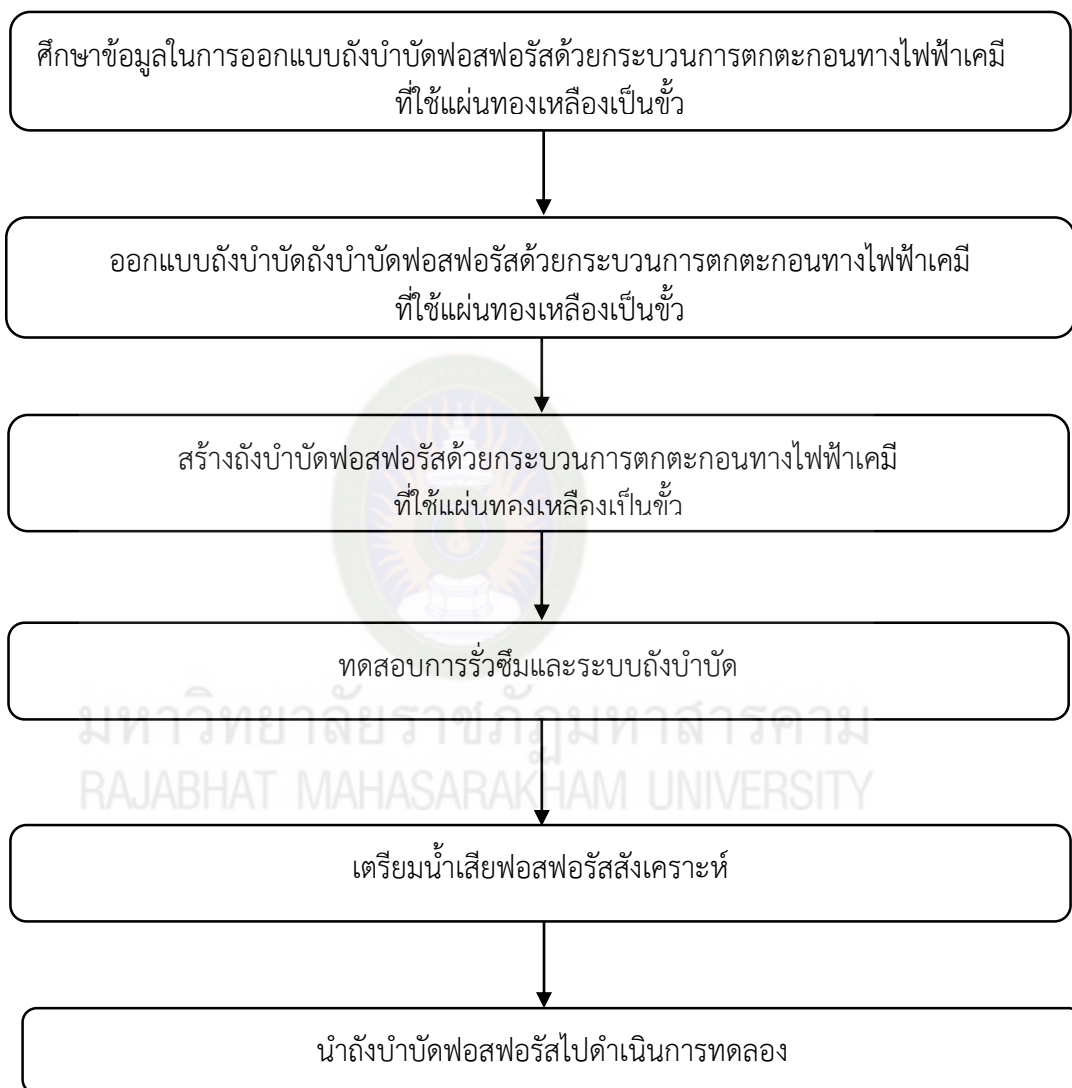 ศึกษาข้อมูลในการออกแบบถังบำบัดฟอสฟอรัสด้วยกระบวนการตกตะกอนทางไฟฟ้าเคมี
ที่ใช้แผ่นทองเหลืองเป็นขั้ว
ออกแบบถังบำบัดถังบำบัดฟอสฟอรัสด้วยกระบวนการตกตะกอนทางไฟฟ้าเคมี
ที่ใช้แผ่นทองเหลืองเป็นขั้ว
สร้างถังบำบัดฟอสฟอรัสด้วยกระบวนการตกตะกอนทางไฟฟ้าเคมี
ที่ใช้แผ่นทองเหลืองเป็นขั้ว
ทดสอบการรั่วซึมและระบบถังบำบัด
มหาวิทยาลัยราชภัฏมหาสารคาม
RAJABHAT MAHASARAKHAM UNIVERSITY
เตรียมน้ำเสียฟอสฟอรัสสังเคราะห์
นำถังบำบัดฟอสฟอรัสไปดำเนินการทดลอง